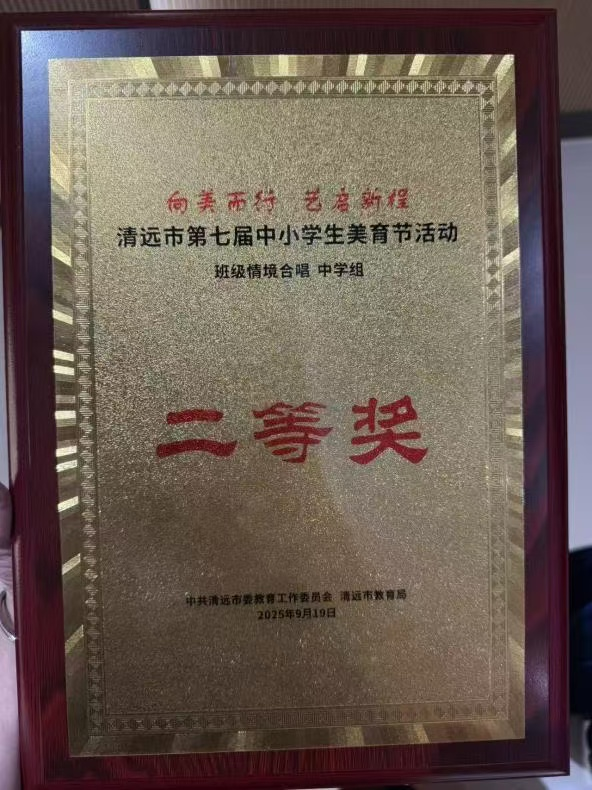 向美而行 艺启新程
清远市第七届中小学生美育节活动
班级情境合唱 中学组
二等奖
中共清远市委教育工作委员会 清远市教育局
2025年9月19日